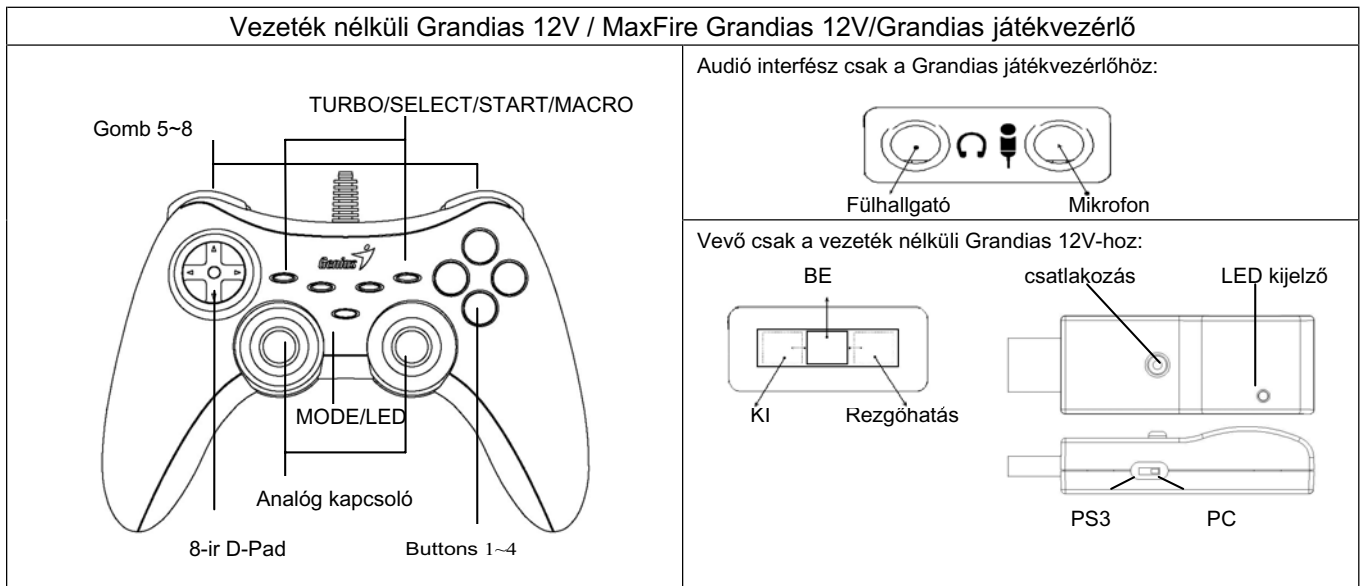 Vezeték nélküli Grandias 12V / MaxFire Grandias 12V/Grandias játékvezérlő
TURBO/SELECT/START/MACRO
Gomb 5~8
Genius
MODE/LED
Analóg kapcsoló
8-ir D-Pad
Buttons 1~4
Audió interfész csak a Grandias játékvezérlőhöz:
Fülhallgató
Mikrofon
Vevő csak a vezeték nélküli Grandias 12V-hoz:
BE
KI
Rezgőhatás
csatlakozás
LED kijelző
PS3
PC